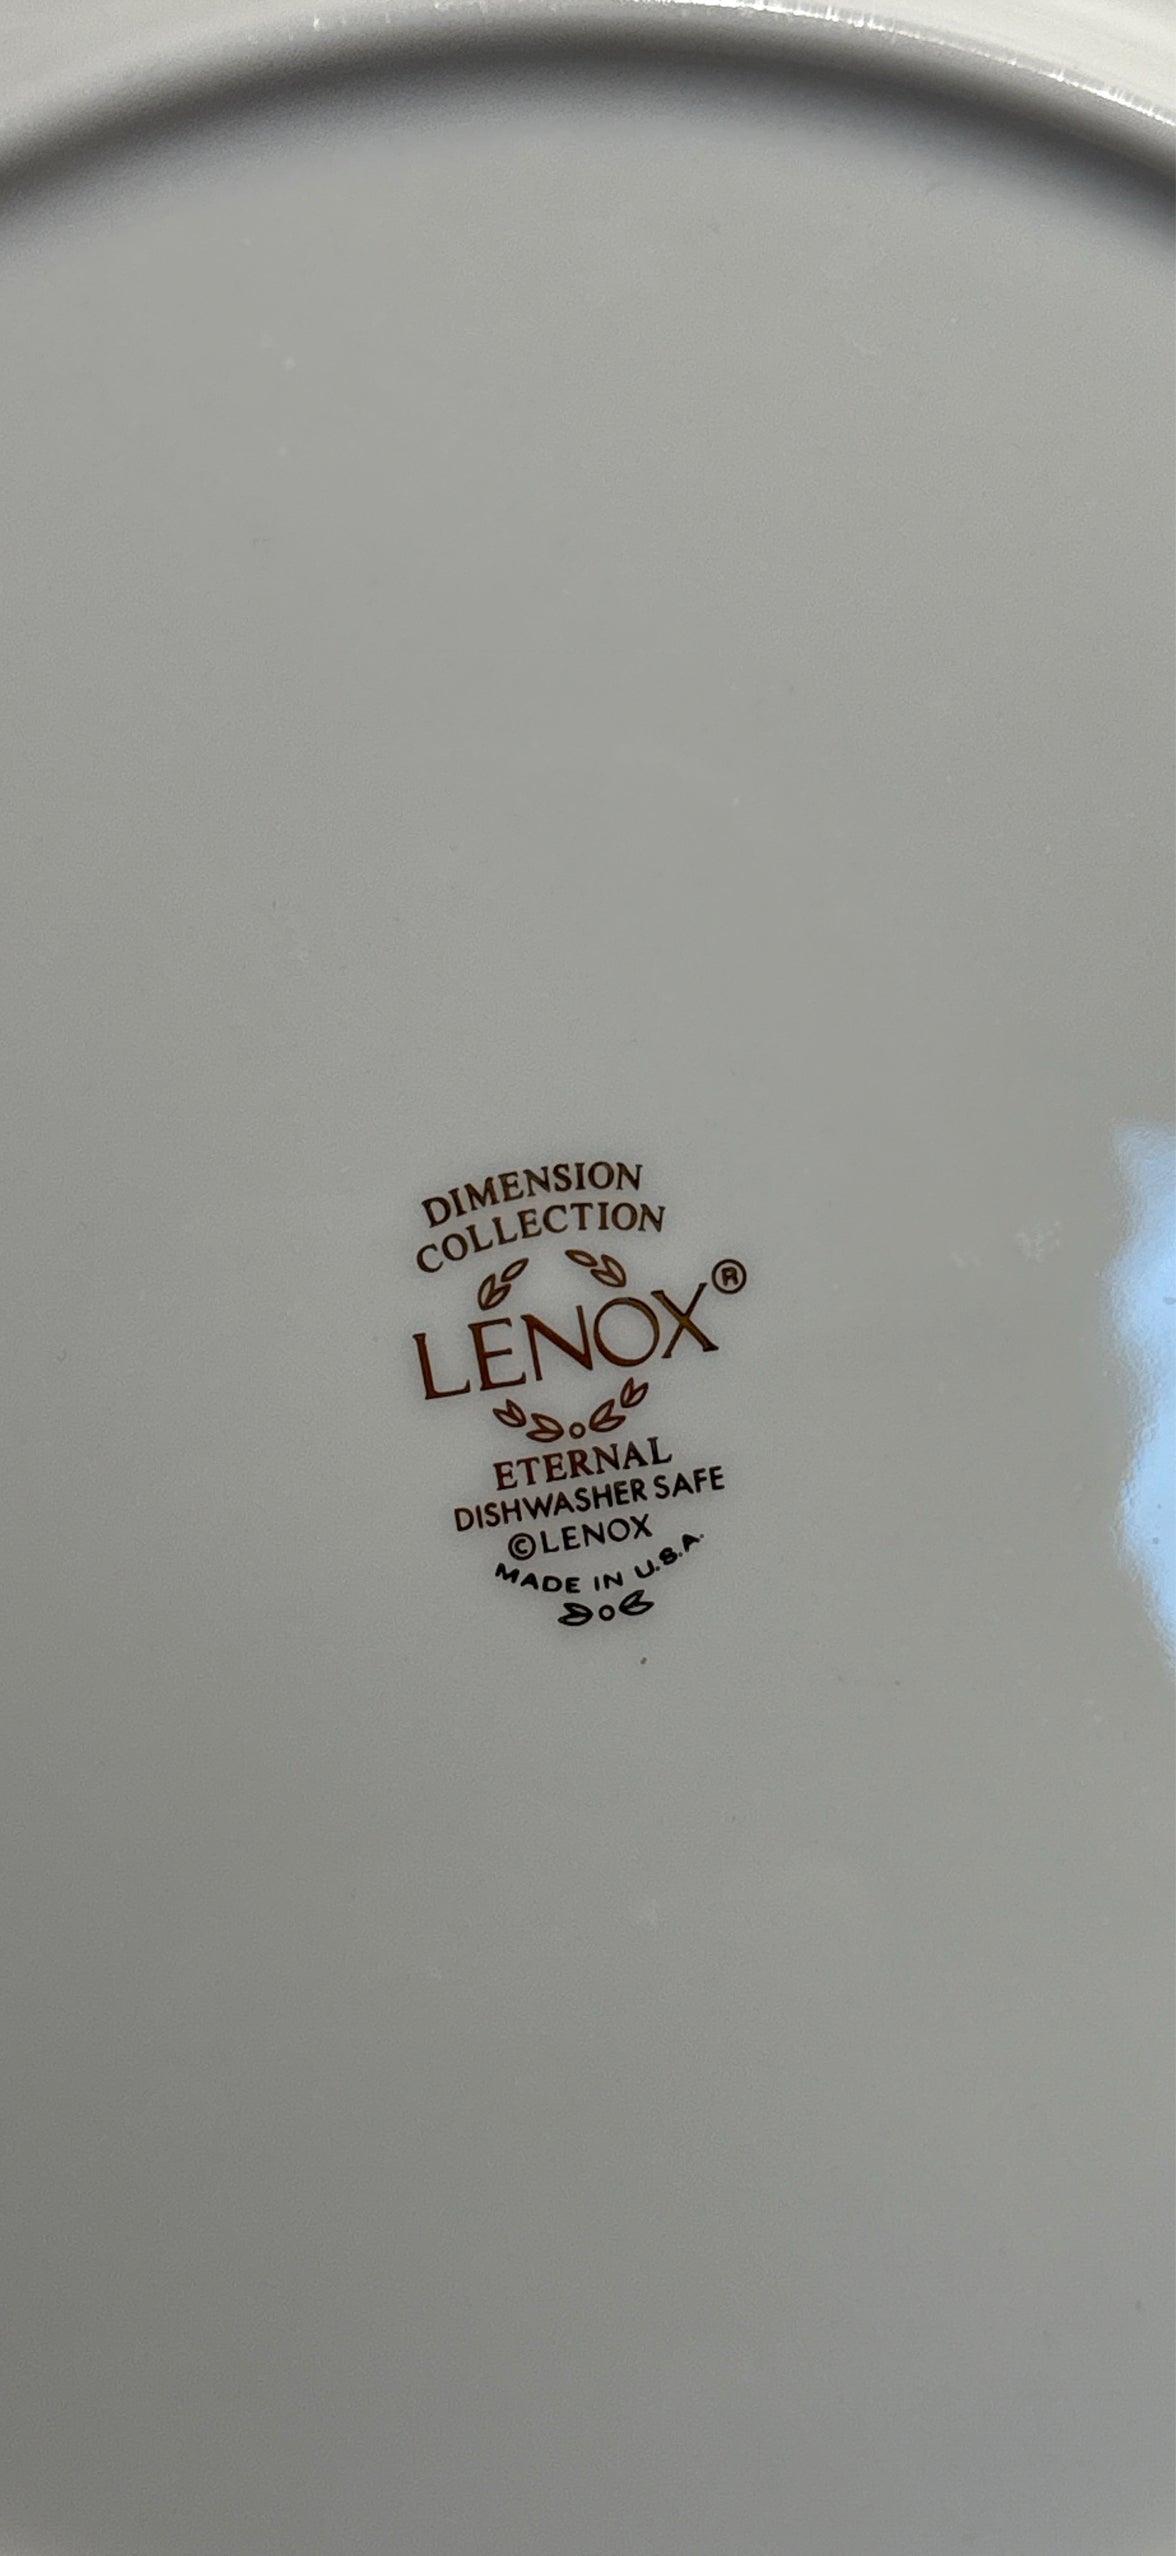 DIMENSION
COLLECTION
LENOX®
ETERNAL
DISHWASHER SAFE
©LENOX
MADE IN U.S.A.